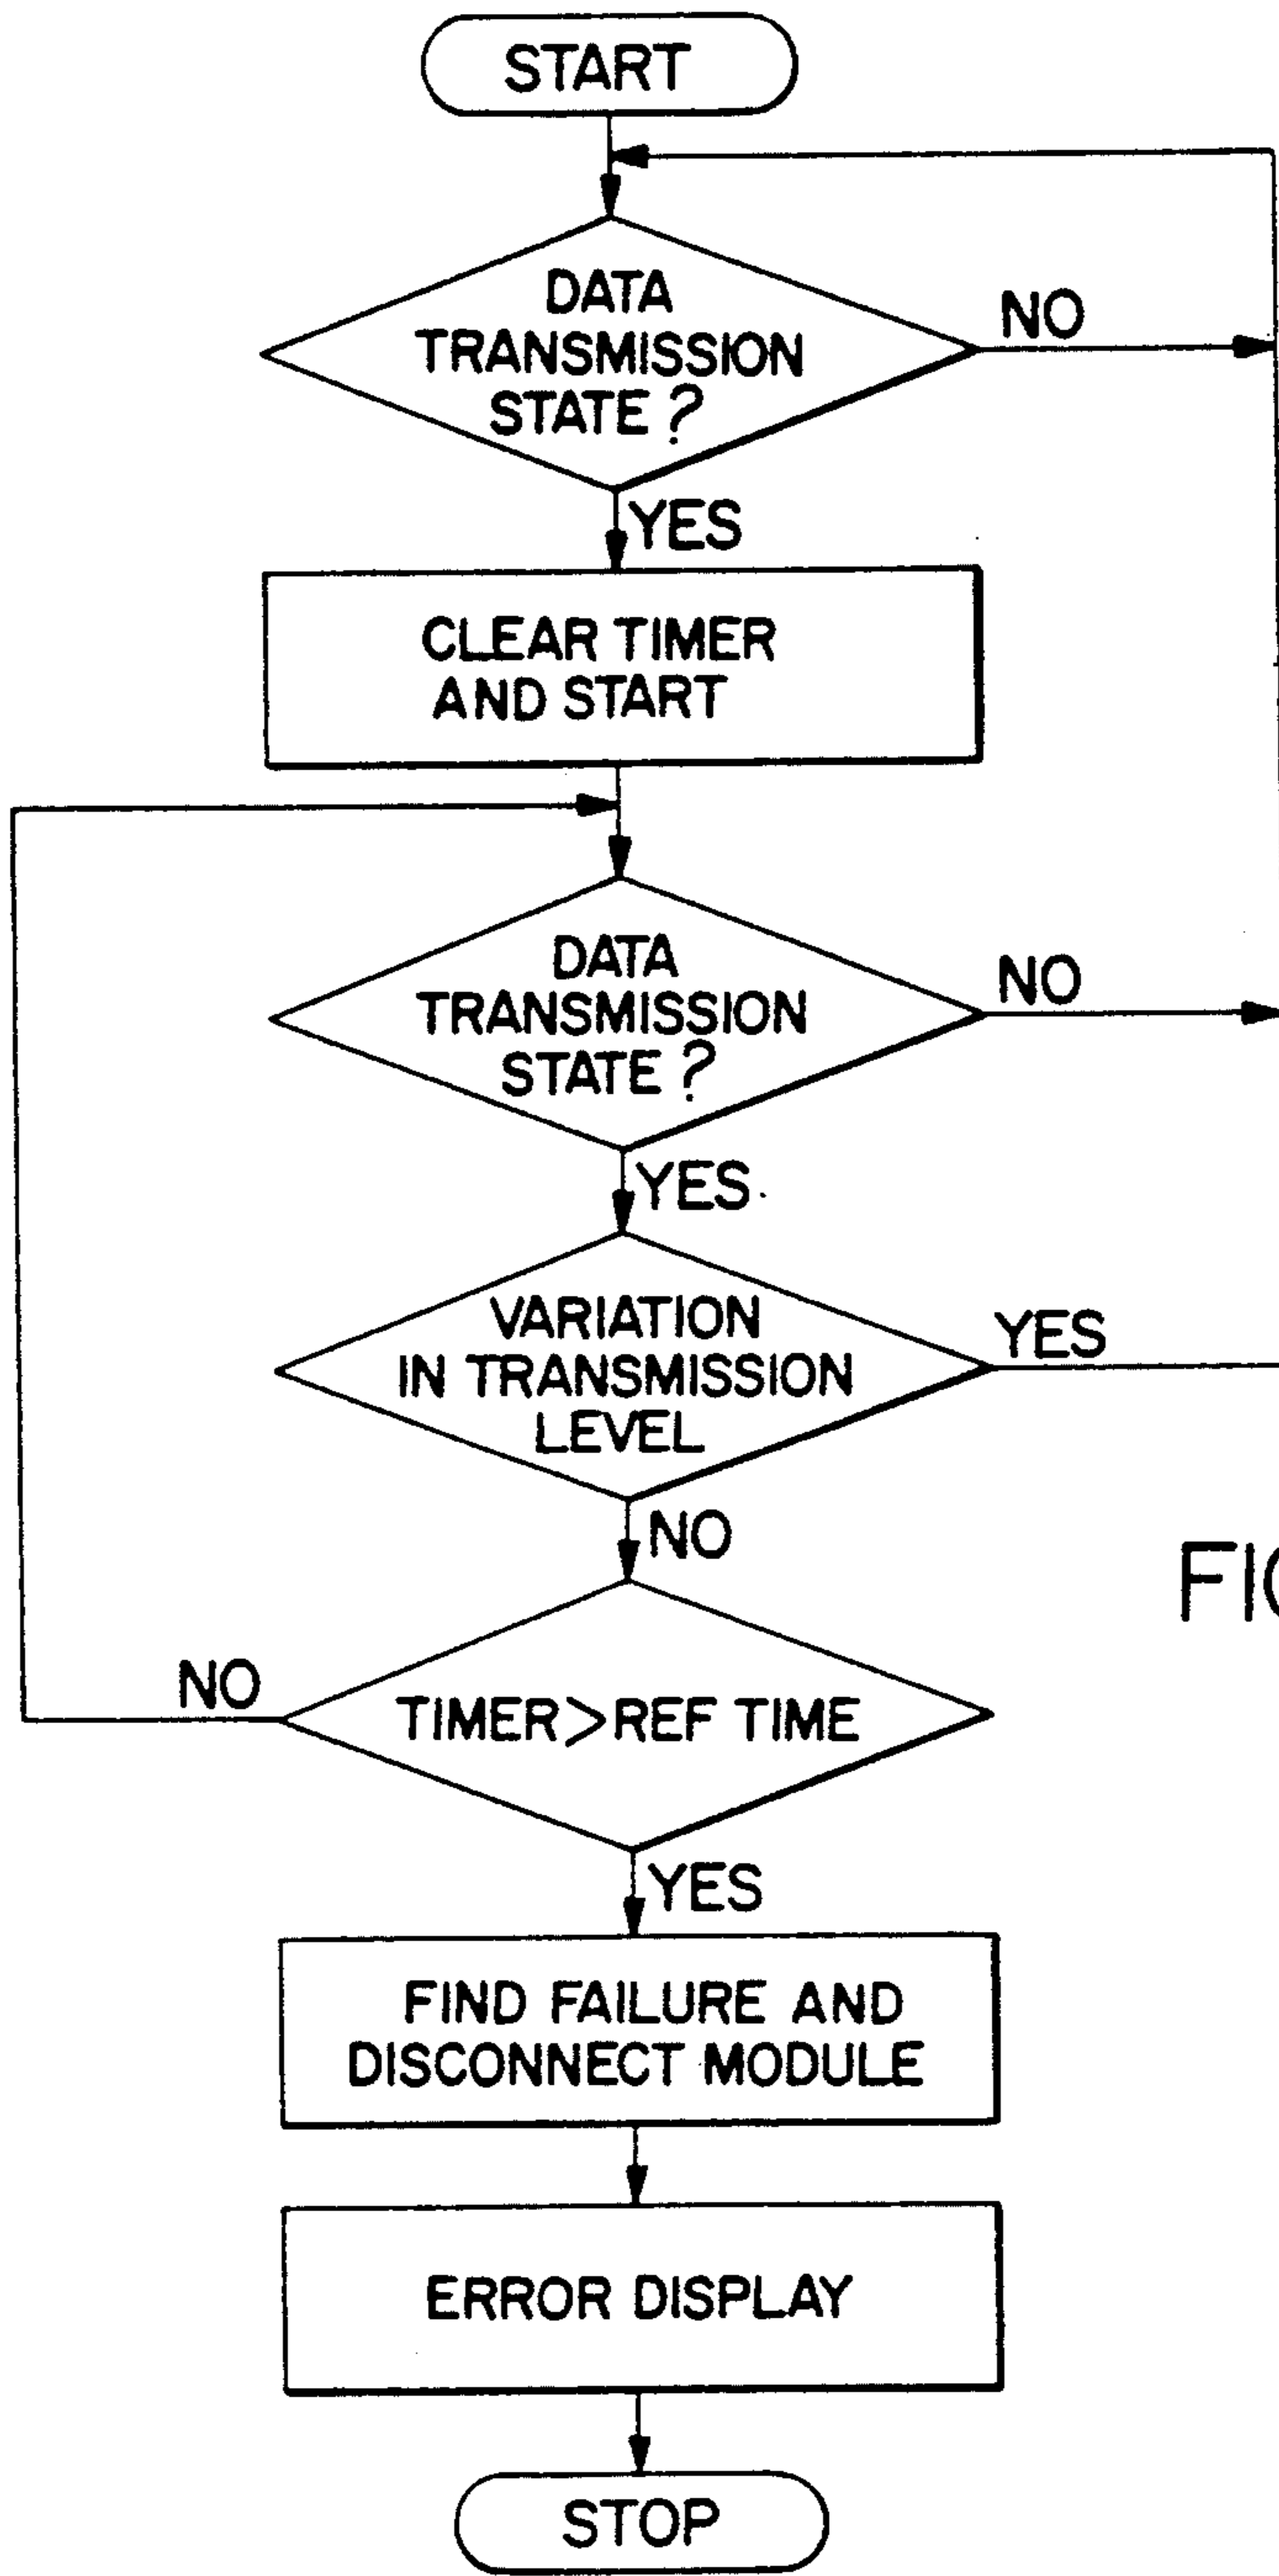 START
DATA
TRANSMISSION
STATE?
NO
YES
CLEAR TIMER
AND START
DATA
TRANSMISSION
STATE?
NO
YES
VARIATION
IN TRANSMISSION
LEVEL
YES
NO
TIMER>REF TIME
NO
YES
FIND FAILURE AND
DISCONNECT MODULE
ERROR DISPLAY
STOP